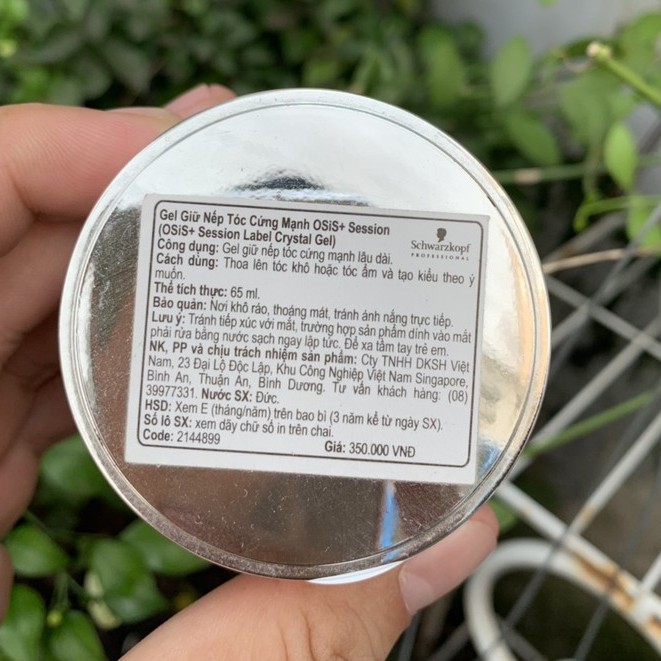 Gel Giữ Nếp Tóc Cứng Mạnh OSiS+ Session
(OSiS+ Session Label Crystal Gel)
Schwarzkopf
PROFESSIONAL
Công dụng: Gel giữ nếp tóc cứng mạnh lâu dài.
Cách dùng: Thoa lên tóc khô hoặc tóc ẩm và tạo kiểu theo ý
muốn.
Thể tích thực: 65 ml.
Bảo quản: Nơi khô ráo, thoáng mát, tránh ánh nắng trực tiếp.
Lưu ý: Tránh tiếp xúc với mắt, trường hợp sản phẩm dính vào mắt
phải rửa bằng nước sạch ngay lập tức. Để xa tầm tay trẻ em.
NK, PP và chịu trách nhiệm sản phẩm: Cty TNHH DKSH Việt
Nam, 23 Đại Lộ Độc Lập, Khu Công Nghiệp Việt Nam Singapore,
Bình An, Thuận An, Bình Dương. Tư vấn khách hàng: (08)
39977331. Nước SX: Đức.
HSD: Xem E (tháng/năm) trên bao bì (3 năm kể từ ngày SX).
Số lô SX: xem dãy chữ số in trên chai.
Code: 2144899 Giá: 350.000 VNĐ